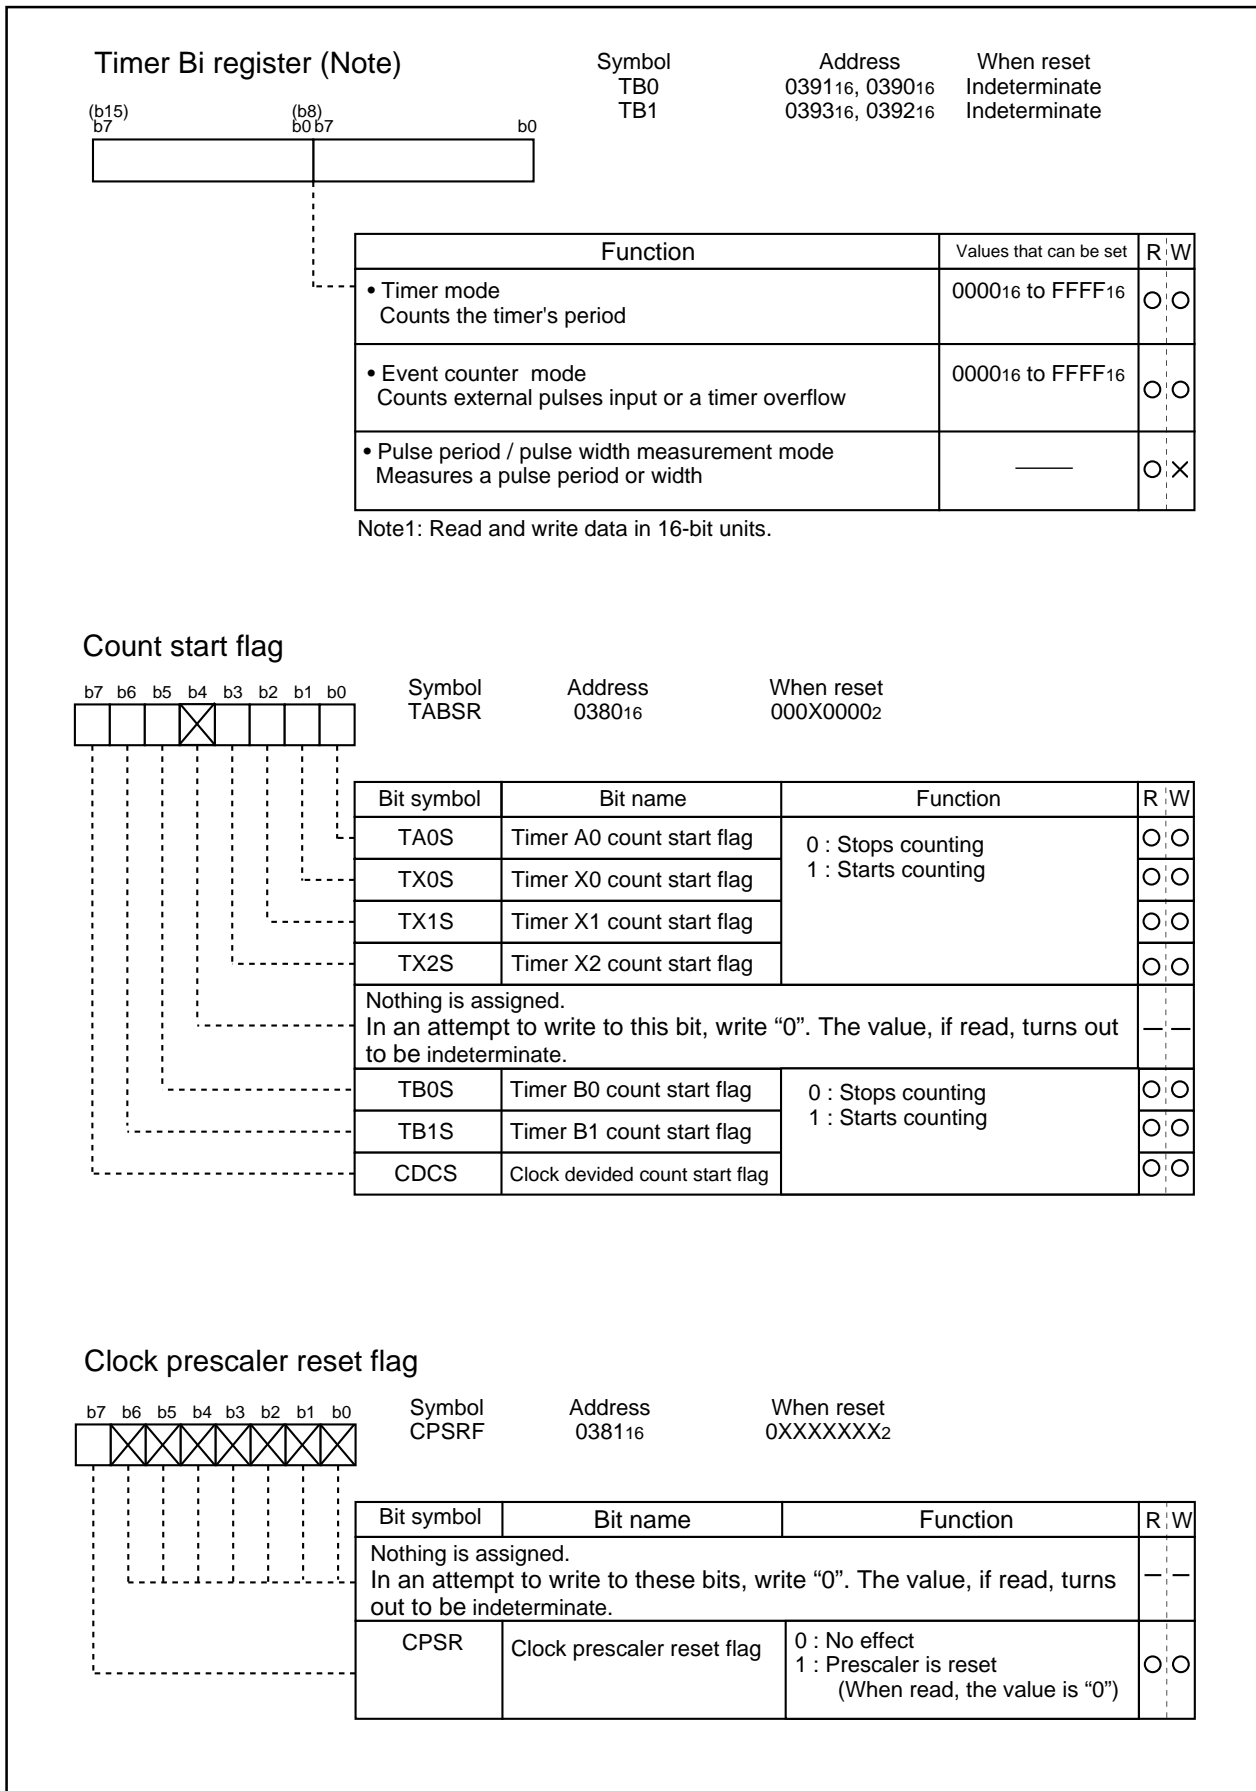 Timer Bi register (Note)
Symbol Address When reset
TB0 039116, 039016 Indeterminate
TB1 039316, 039216 Indeterminate
(b15) (b8)
b7 b0 b7 b0
Function Values that can be set R W
• Timer mode 000016 to FFFF16
Counts the timer's period
• Event counter mode 000016 to FFFF16
Counts external pulses input or a timer overflow
• Pulse period / pulse width measurement mode
Measures a pulse period or width
Note1: Read and write data in 16-bit units.
Count start flag
b7 b6 b5 b4 b3 b2 b1 b0
Symbol Address When reset
TABSR 038016 000X00002
Bit symbol Bit name Function R W
TA0S Timer A0 count start flag 0 : Stops counting
1 : Starts counting
TX0S Timer X0 count start flag
TX1S Timer X1 count start flag
TX2S Timer X2 count start flag
Nothing is assigned.
In an attempt to write to this bit, write “0”. The value, if read, turns out
to be indeterminate.
TB0S Timer B0 count start flag 0 : Stops counting
1 : Starts counting
TB1S Timer B1 count start flag
CDCS Clock devided count start flag
Clock prescaler reset flag
b7 b6 b5 b4 b3 b2 b1 b0
Symbol Address When reset
CPSRF 038116 0XXXXXXX2
Bit symbol Bit name Function R W
Nothing is assigned.
In an attempt to write to these bits, write “0”. The value, if read, turns
out to be indeterminate.
CPSR Clock prescaler reset flag 0 : No effect
1 : Prescaler is reset
(When read, the value is “0”)